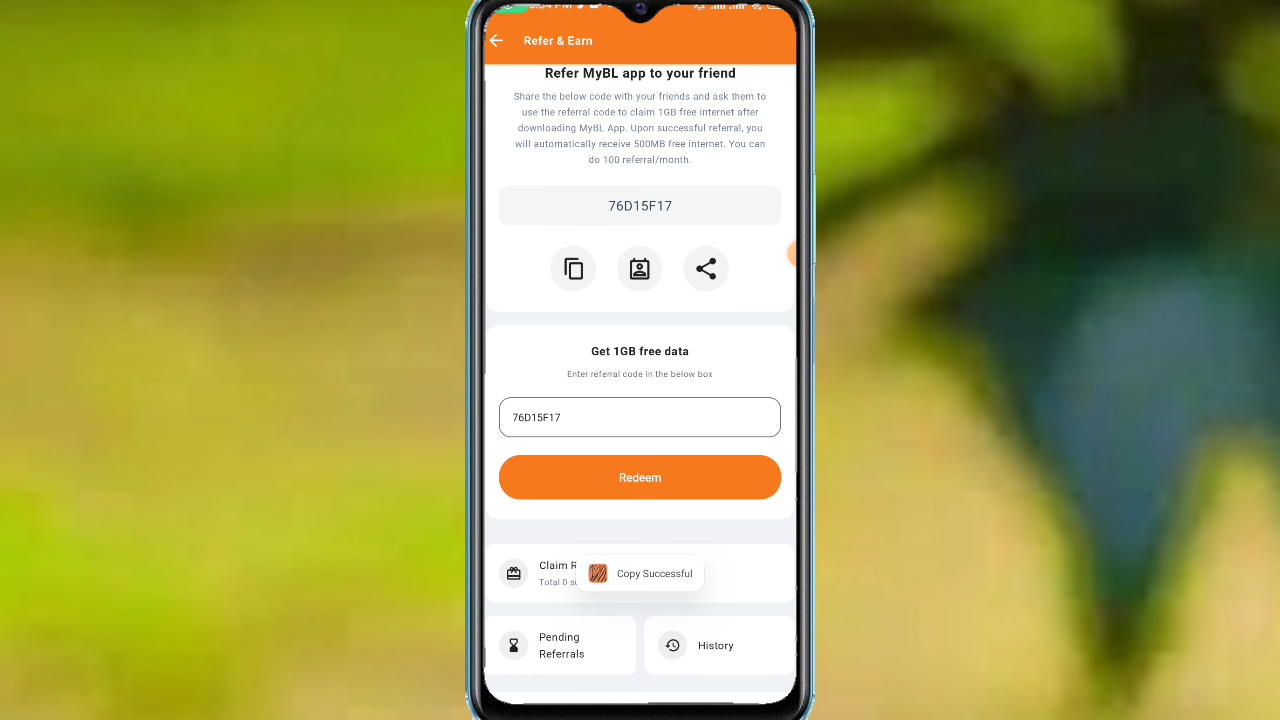 Refer & Earn
Refer MyBL app to your friend
Share the below code with your friends and ask them to
use the referral code to claim 1GB free internet after
downloading MyBL App. Upon successful referral, you
will automatically receive 500MB free internet. You can
do 100 referral/month.
76D15F17
Get 1GB free data
Enter referral code in the below box
76D15F17
Redeem
Claim R
Total 0 su
Copy Successful
Pending
Referrals
History